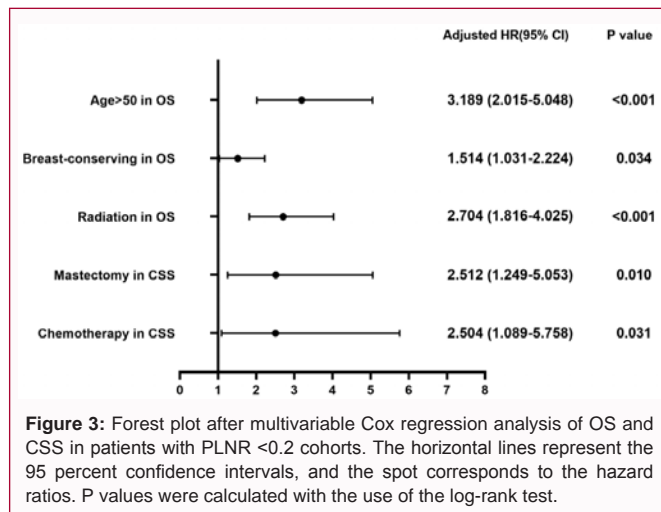 Adjusted HR(95% CI) P value
Age>50 in OS 3.189 (2.015-5.048) <0.001
Breast-conserving in OS 1.514 (1.031-2.224) 0.034
Radiation in OS 2.704 (1.816-4.025) <0.001
Mastectomy in CSS 2.512 (1.249-5.053) 0.010
Chemotherapy in CSS 2.504 (1.089-5.758) 0.031
0 1 2 3 4 5 6 7 8
Figure 3: Forest plot after multivariable Cox regression analysis of OS and
CSS in patients with PLNR <0.2 cohorts. The horizontal lines represent the
95 percent confidence intervals, and the spot corresponds to the hazard
ratios. P values were calculated with the use of the log-rank test.